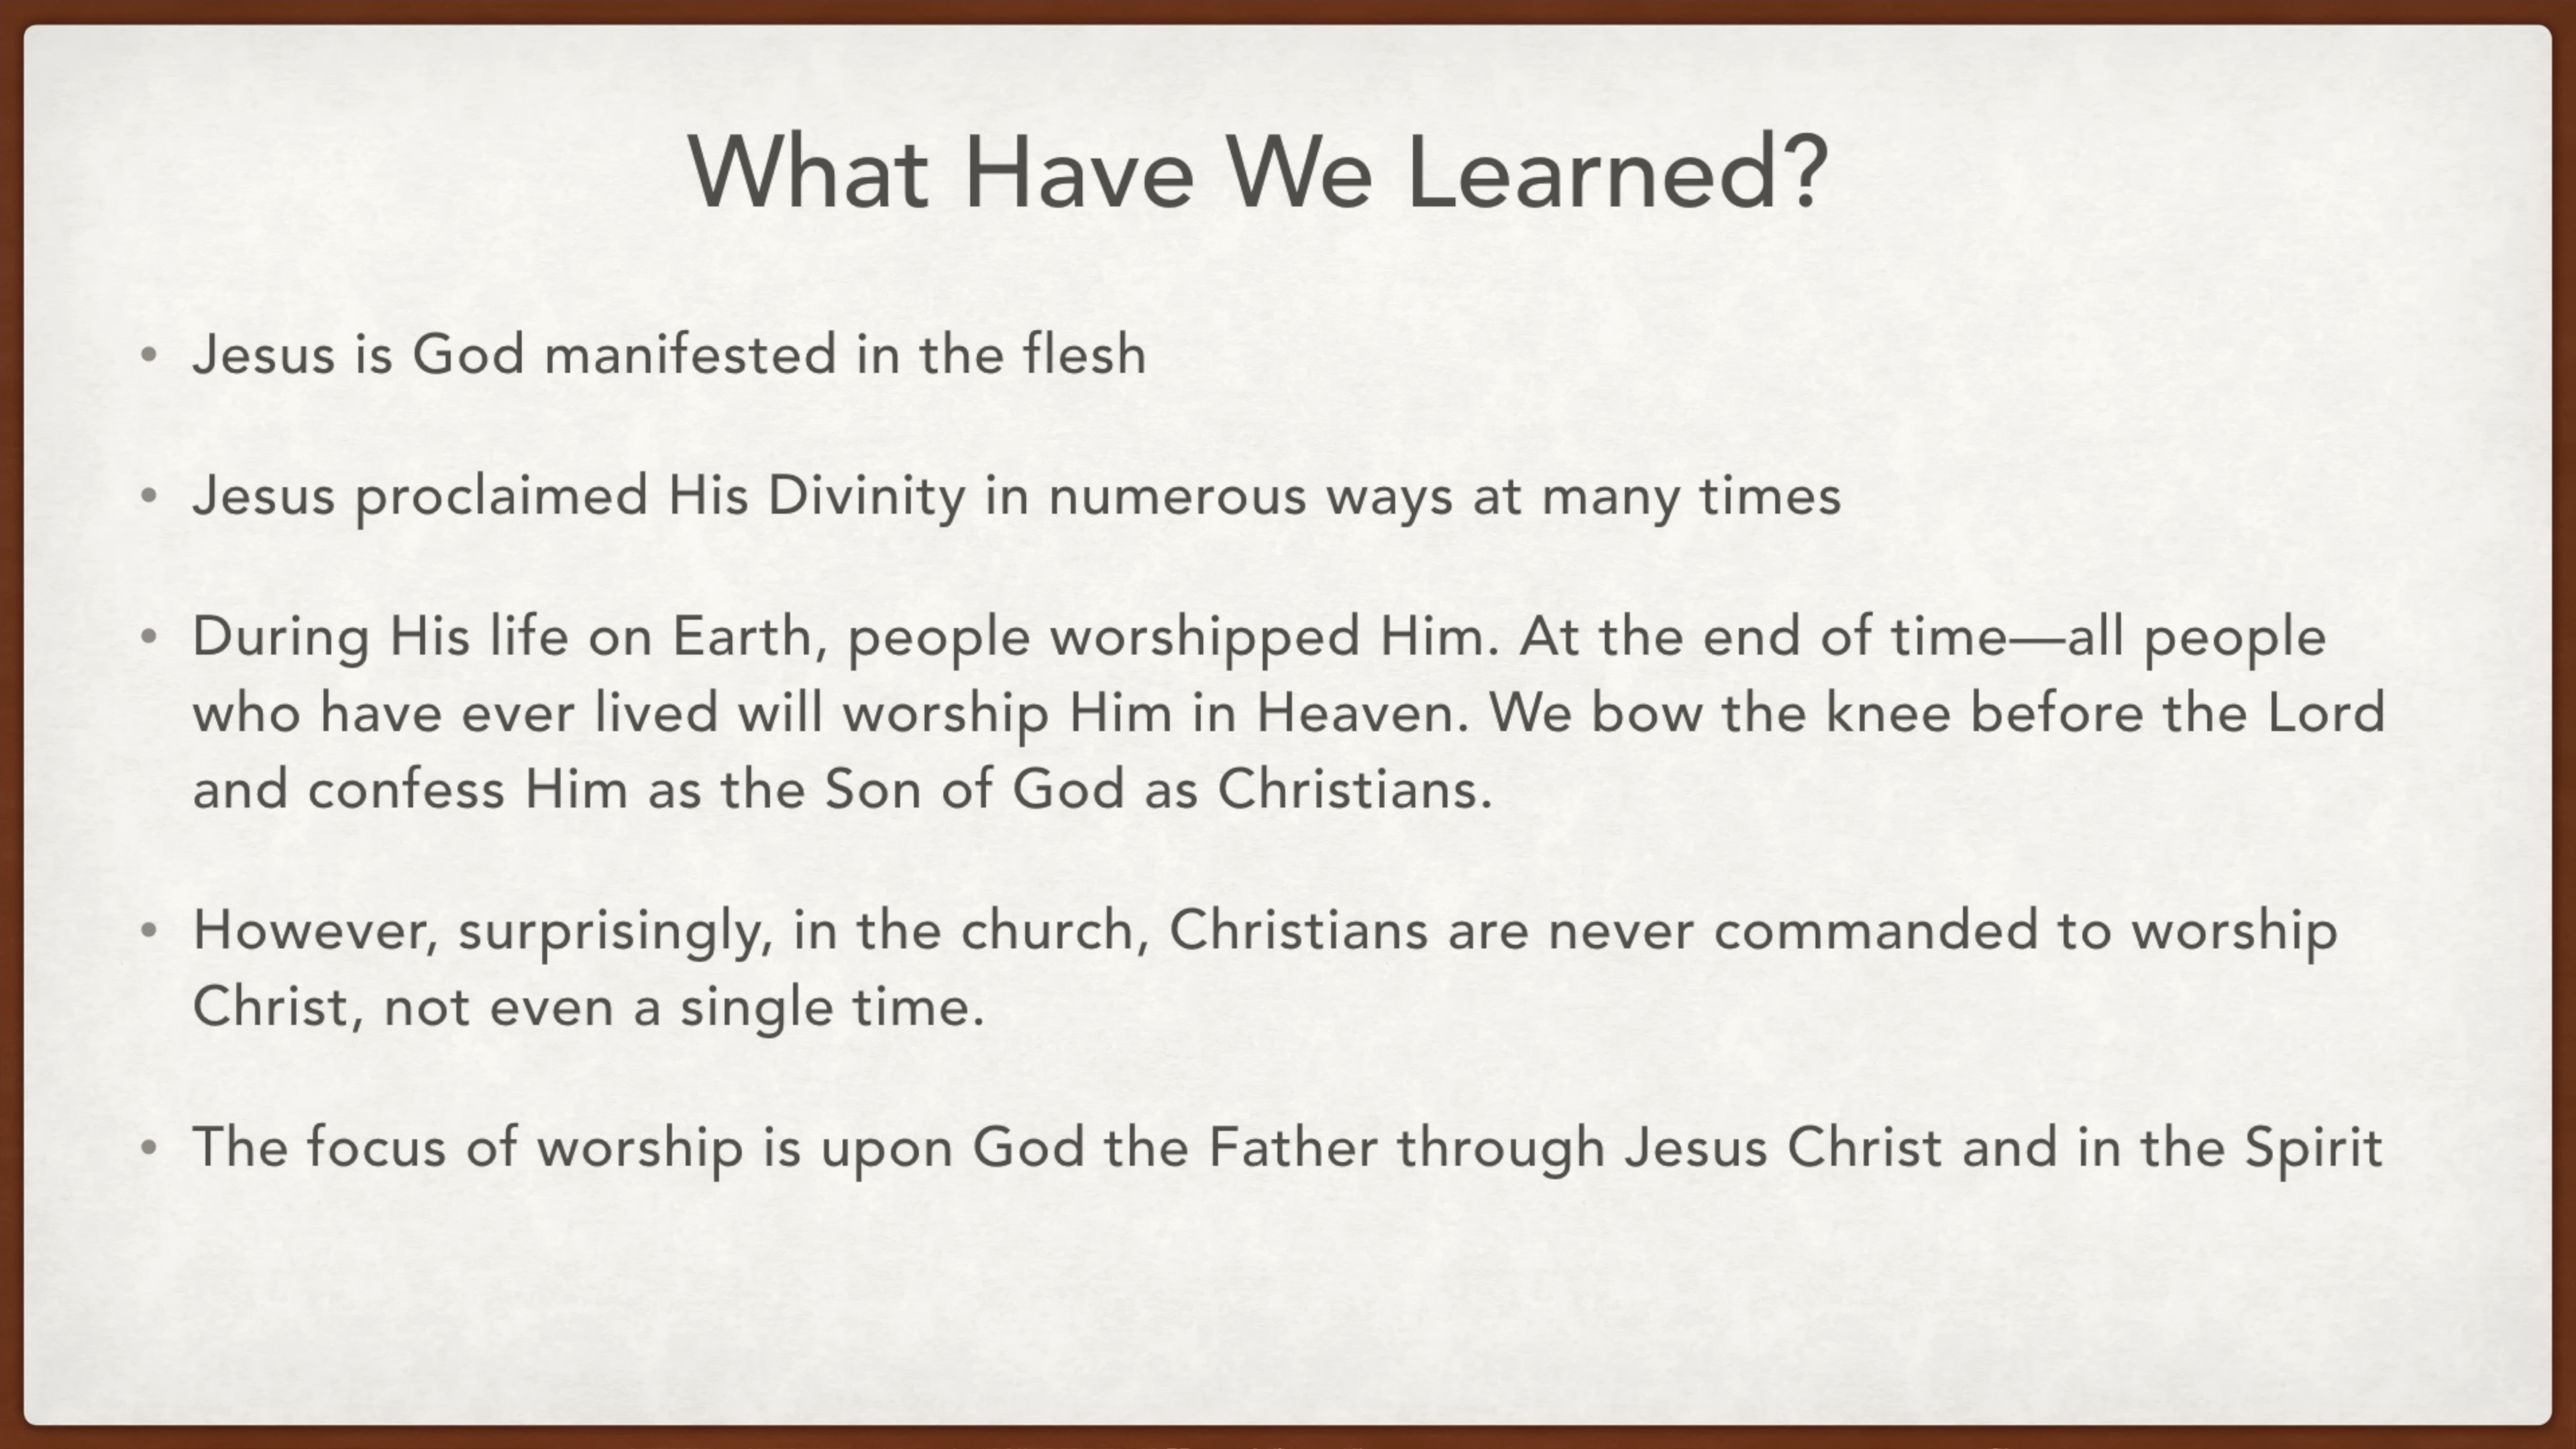 What Have We Learned?
• Jesus is God manifested in the flesh
• Jesus proclaimed His Divinity in numerous ways at many times
• During His life on Earth, people worshipped Him. At the end of time—all people
who have ever lived will worship Him in Heaven. We bow the knee before the Lord
and confess Him as the Son of God as Christians.
• However, surprisingly, in the church, Christians are never commanded to worship
Christ, not even a single time.
• The focus of worship is upon God the Father through Jesus Christ and in the Spirit